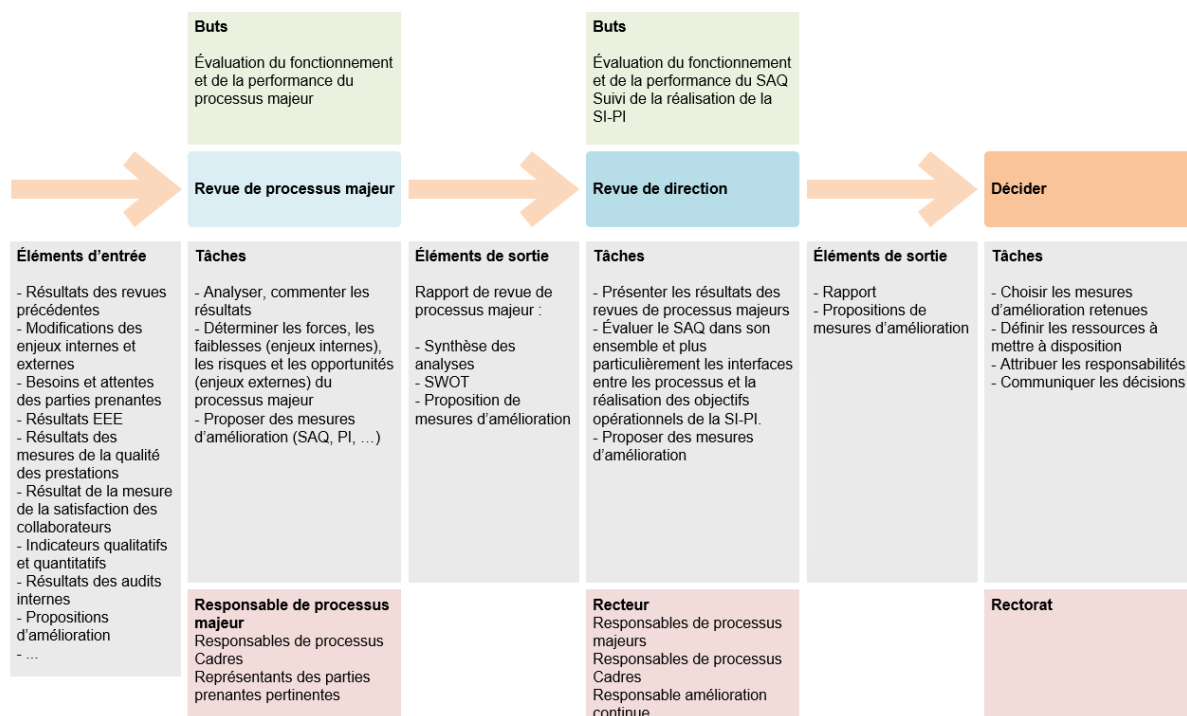 Buts
Évaluation du fonctionnement
et de la performance du
processus majeur
Buts
Évaluation du fonctionnement
et de la performance du SAQ
Suivi de la réalisation de la
SI-PI
Revue de processus majeur
Revue de direction
Décider
Éléments d'entrée
- Résultats des revues
précédentes
- Modifications des
enjeux internes et
externes
- Besoins et attentes
des parties prenantes
- Résultats EEE
- Résultats des
mesures de la qualité
des prestations
- Résultat de la mesure
de la satisfaction des
collaborateurs
- Indicateurs qualitatifs
et quantitatifs
- Résultats des audits
internes
- Propositions
d'amélioration
- ...
Tâches
- Analyser, commenter les
résultats
- Déterminer les forces, les
faiblesses (enjeux internes),
les risques et les opportunités
(enjeux externes) du
processus majeur
- Proposer des mesures
d'amélioration (SAQ, PI, …)
Éléments de sortie
Rapport de revue de
processus majeur :
- Synthèse des
analyses
- SWOT
- Proposition de
mesures d'amélioration
Tâches
- Présenter les résultats des
revues de processus majeurs
- Évaluer le SAQ dans son
ensemble et plus
particulièrement les interfaces
entre les processus et la
réalisation des objectifs
opérationnels de la SI-PI.
- Proposer des mesures
d'amélioration
Éléments de sortie
- Rapport
- Propositions de
mesures d'amélioration
Tâches
- Choisir les mesures
d'amélioration retenues
- Définir les ressources à
mettre à disposition
- Attribuer les responsabilités
- Communiquer les décisions
Responsable de processus
majeur
Responsables de processus
Cadres
Représentants des parties
prenantes pertinentes
Recteur
Responsables de processus
majeurs
Responsables de processus
Cadres
Responsable amélioration
continue
Rectorat